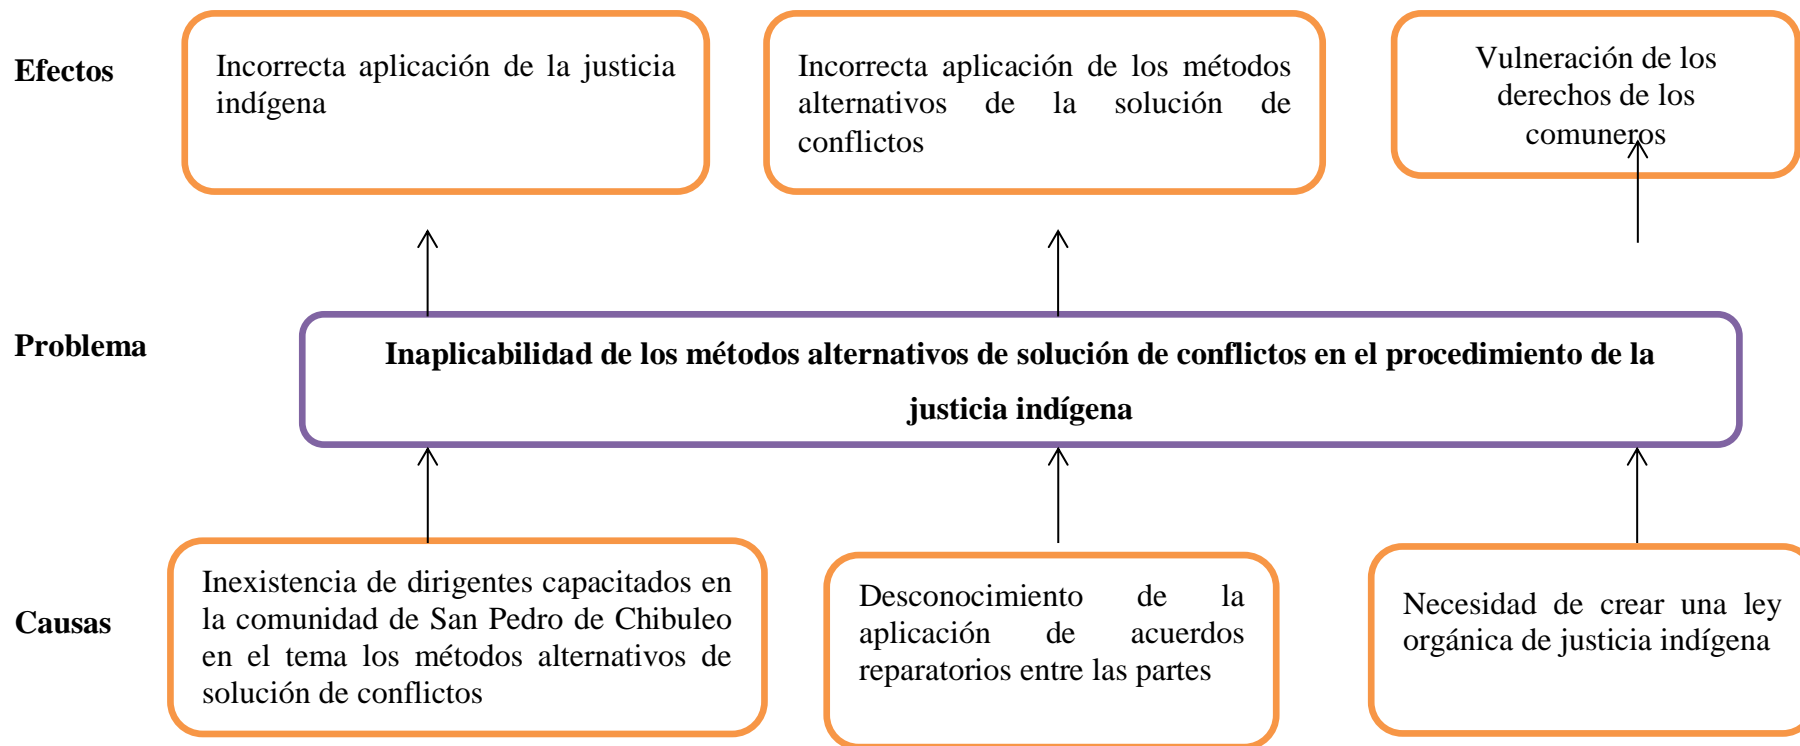 Efectos
Incorrecta aplicación de la justicia
indígena
Incorrecta aplicación de los métodos
alternativos de la solución de
conflictos
Vulneración de los
derechos de los
comuneros
Problema
Inaplicabilidad de los métodos alternativos de solución de conflictos en el procedimiento de la
justicia indígena
Causas
Inexistencia de dirigentes capacitados en
la comunidad de San Pedro de Chibuleo
en el tema los métodos alternativos de
solución de conflictos
Desconocimiento de la
aplicación de acuerdos
reparatorios entre las partes
Necesidad de crear una ley
orgánica de justicia indígena